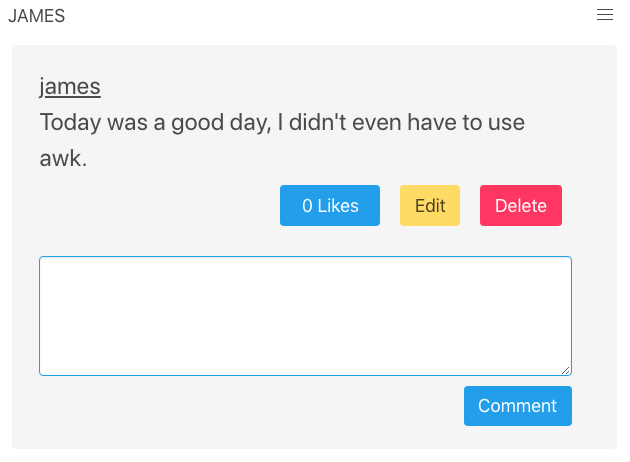 JAMES
james
Today was a good day, I didn't even have to use
awk.
0 Likes Edit Delete
Comment